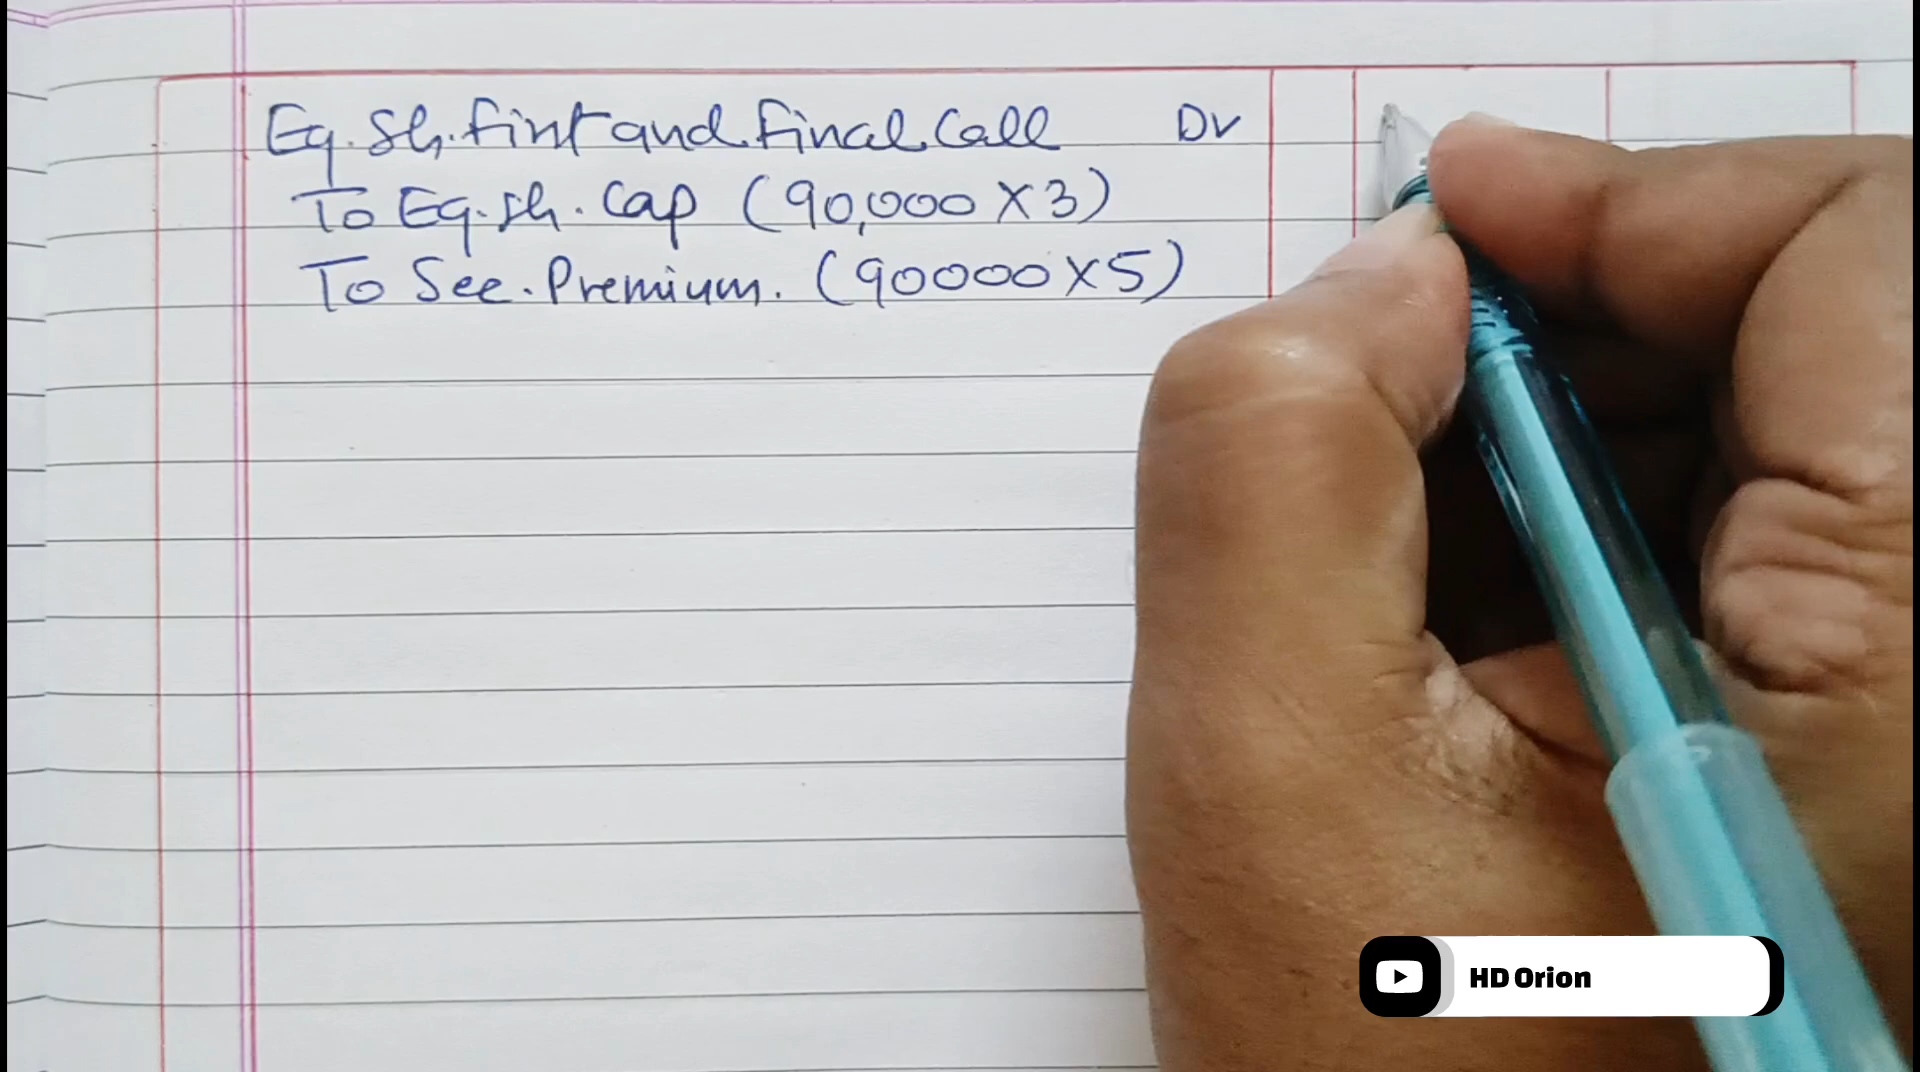 Eq. Sh. first and final Call Dr
To Eq. sh. Cap (90,000 X 3)
To Sec. Premium. (90000 X 5)
HD Orion